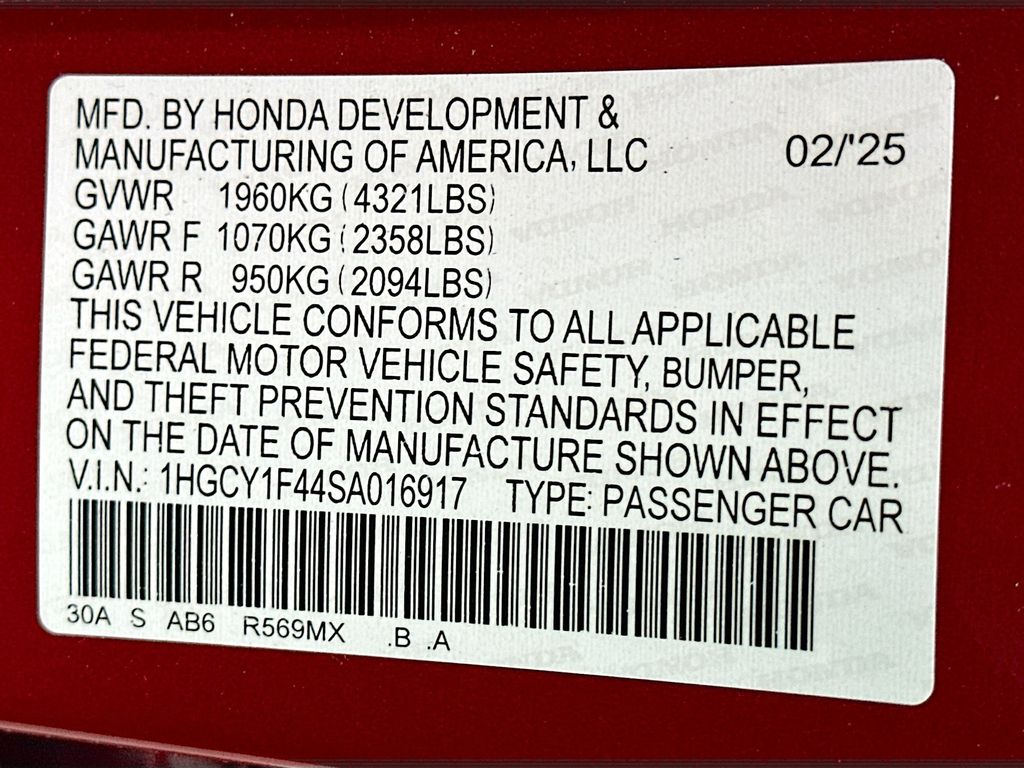 MFD. BY HONDA DEVELOPMENT &
MANUFACTURING OF AMERICA, LLC 02/'25
GVWR 1960KG (4321LBS)
GAWR F 1070KG (2358LBS)
GAWR R 950KG (2094LBS)
THIS VEHICLE CONFORMS TO ALL APPLICABLE
FEDERAL MOTOR VEHICLE SAFETY, BUMPER,
AND THEFT PREVENTION STANDARDS IN EFFECT
ON THE DATE OF MANUFACTURE SHOWN ABOVE.
V.I.N.: 1HGCY1F44SA016917 TYPE: PASSENGER CAR
30A S AB6 R569MX .B .A